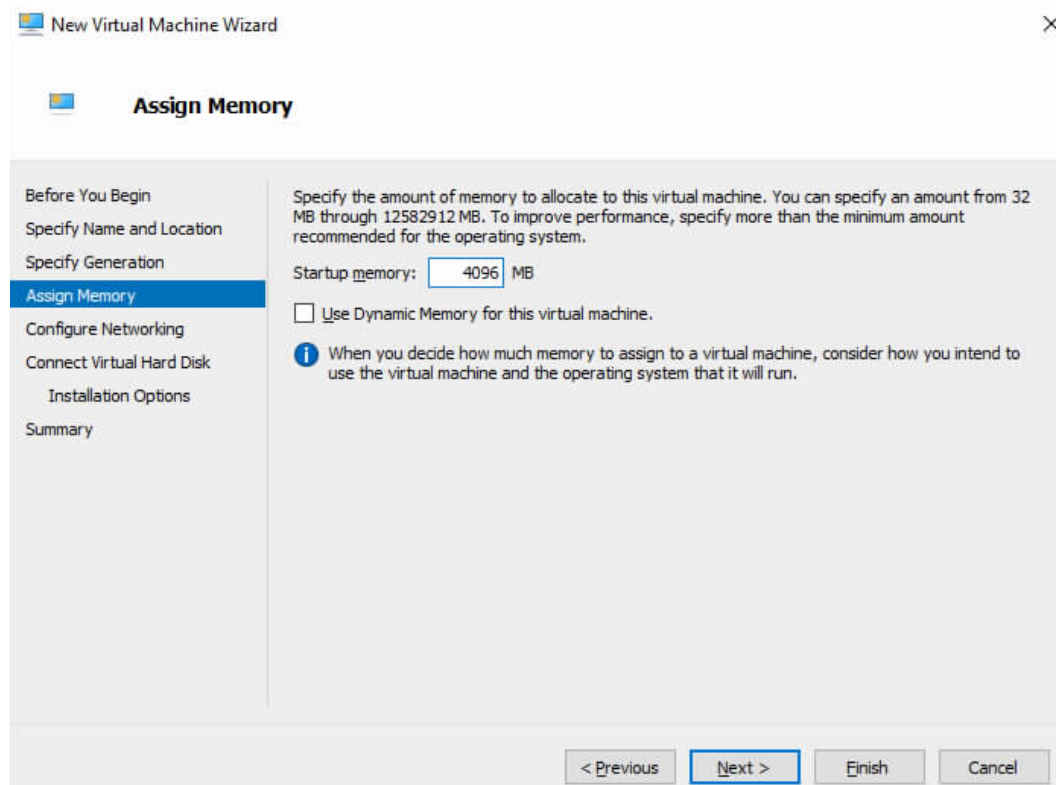 New Virtual Machine Wizard
Assign Memory
Before You Begin
Specify Name and Location
Specify Generation
Assign Memory
Configure Networking
Connect Virtual Hard Disk
Installation Options
Summary
Specify the amount of memory to allocate to this virtual machine. You can specify an amount from 32
MB through 12582912 MB. To improve performance, specify more than the minimum amount
recommended for the operating system.
Startup memory: 4096 MB
Use Dynamic Memory for this virtual machine.
When you decide how much memory to assign to a virtual machine, consider how you intend to
use the virtual machine and the operating system that it will run.
< Previous Next > Finish Cancel